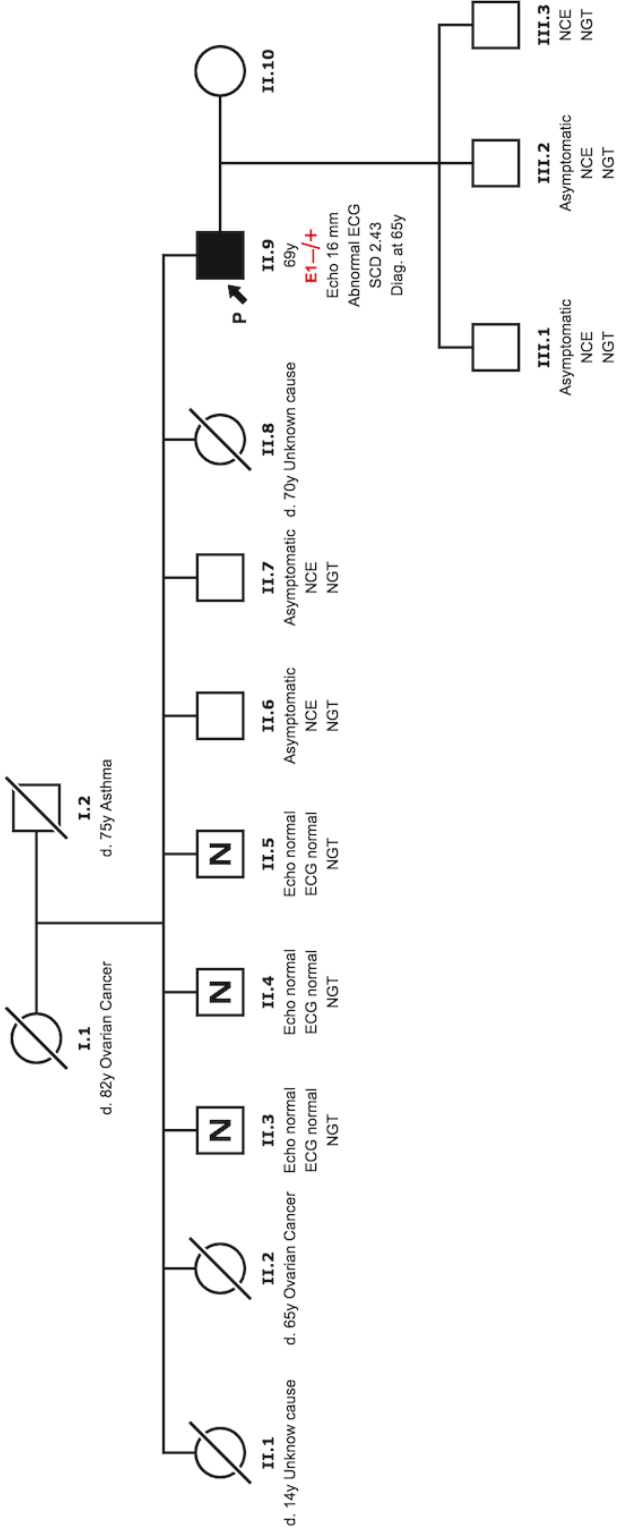 I.1
d. 82y Ovarian Cancer
I.2
d. 75y Asthma
II.1
d. 14y Unknow cause
II.2
d. 65y Ovarian Cancer
N
II.3
Echo normal
ECG normal
NGT
N
II.4
Echo normal
ECG normal
NGT
N
II.5
Echo normal
ECG normal
NGT
II.6
Asymptomatic
NCE
NGT
II.7
Asymptomatic
NCE
NGT
II.8
d. 70y Unknown cause
P
II.9
69y
E1—/+
Echo 16 mm
Abnormal ECG
SCD 2.43
Diag. at 65y
II.10
III.1
Asymptomatic
NCE
NGT
III.2
Asymptomatic
NCE
NGT
III.3
NCE
NGT